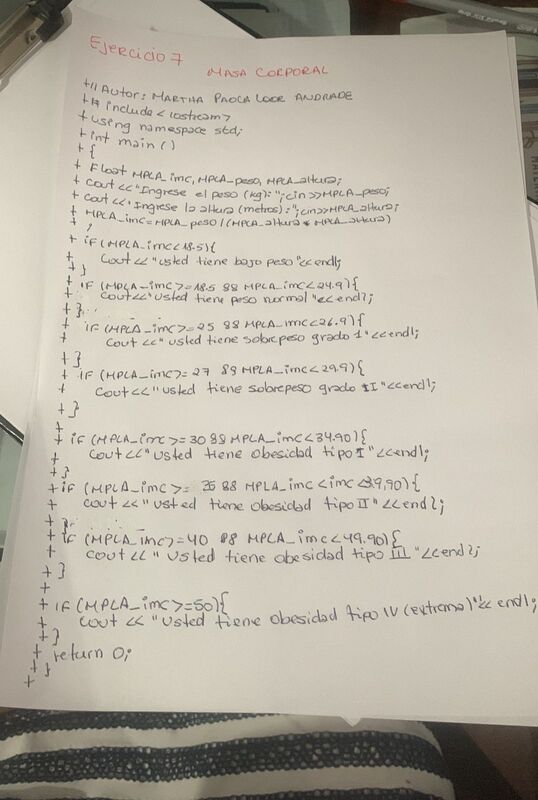 Ejercicio 7
MASA CORPORAL
+// Autor: MARTHA PAOLA LOOR ANDRADE
+# include <iostream>
+ using namespace std;
+ int main()
+ {
+ Float MPLA_imc, MPLA_peso, MPLA_altura;
+ cout <<"Ingrese el peso (kg): ";cin>>MPLA_peso;
+ cout <<"Ingrese la altura (metros): ";cin>>MPLA_altura;
+ MPLA_imc=MPLA_peso/(MPLA_altura * MPLA_altura)
+ ;
+ if(MPLA_imc<18.5){
+ Cout <<"usted tiene bajo peso"<<endl;
+ }
+ if (MPLA_imc>=18.5 && MPLA_imc<24.9){
+ Cout<<"usted tiene peso normal"<<endl;
+ }
+ if (MPLA_imc>=25 && MPLA_imc<26.9){
+ Cout <<"usted tiene sobrepeso grado I"<<endl;
+ }
+ if (MPLA_imc>=27 && MPLA_imc<29.9){
+ Cout <<"usted tiene sobrepeso grado II"<<endl;
+ }
+
+ if (MPLA_imc>=30 && MPLA_imc<34.90){
+ Cout <<"usted tiene obesidad tipo I"<<endl;
+ }
+ if (MPLA_imc>=35 && MPLA_imc<imc<39,90){
+ cout <<"usted tiene obesidad tipo II"<<endl;
+ }
+ if (MPLA_imc>=40 && MPLA_imc<49.90){
+ cout <<"usted tiene obesidad tipo III"<<endl;
+ }
+
+ if (MPLA_imc>=50){
+ Cout <<"usted tiene obesidad tipo IV (extrema)"<<endl;
+ }
+ return 0;
+ }
+